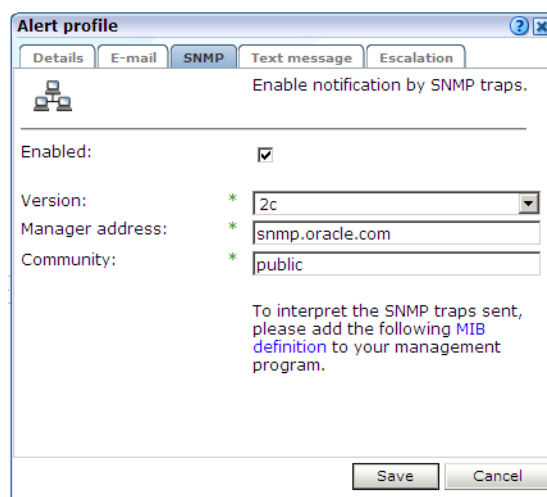 Alert profile
Details E-mail SNMP Text message Escalation
Enable notification by SNMP traps.
Enabled:
Version: * 2c
Manager address: * snmp.oracle.com
Community: * public
To interpret the SNMP traps sent,
please add the following MIB
definition to your management
program.
Save Cancel